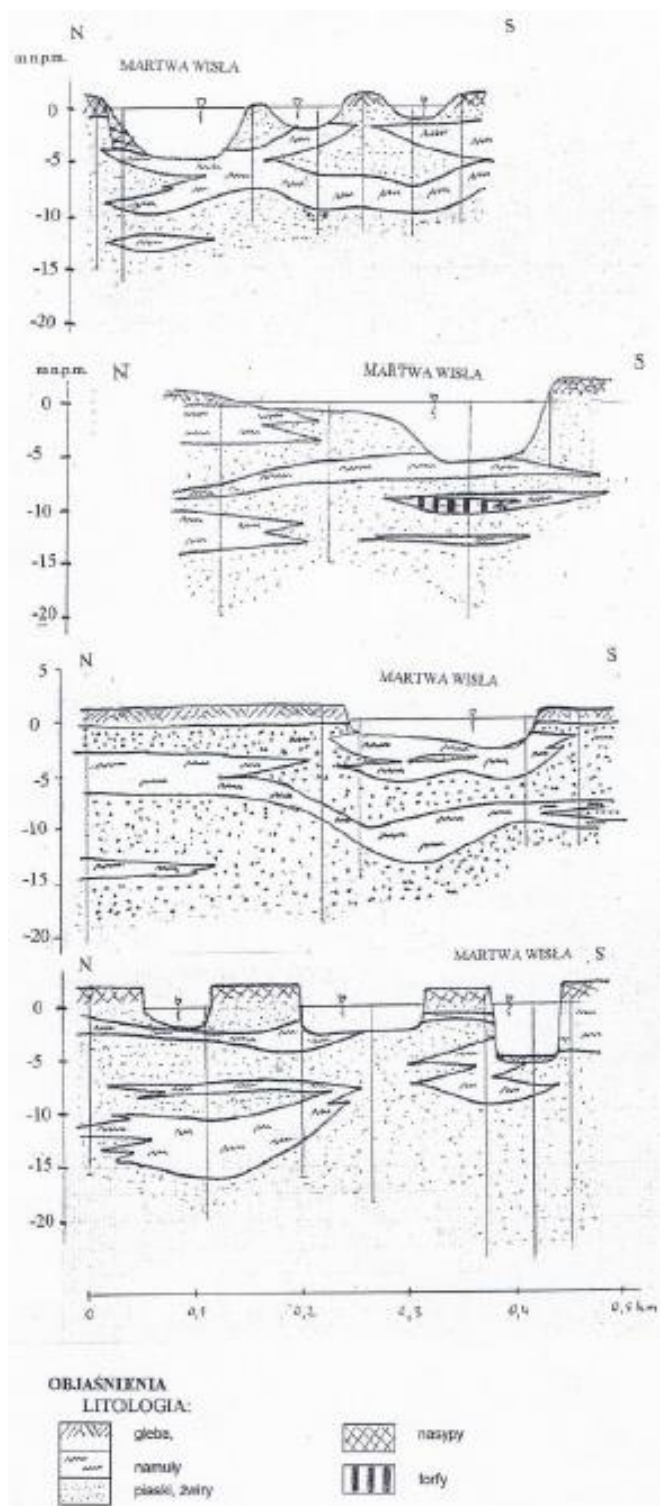 N S
m n.p.m.
MARTWA WISŁA
0
-5
-10
-15
-20
m n.p.m. N MARTWA WISŁA S
0
-5
-10
-15
-20
N S
5 MARTWA WISŁA
0
-5
-10
-15
-20
N MARTWA WISŁA S
0
-5
-10
-15
-20
0 0,1 0,2 0,3 0,4 0,5 km
OBJAŚNIENIA
LITOLOGIA:
gleba, nasypy
namuły
piaski, żwiry torfy